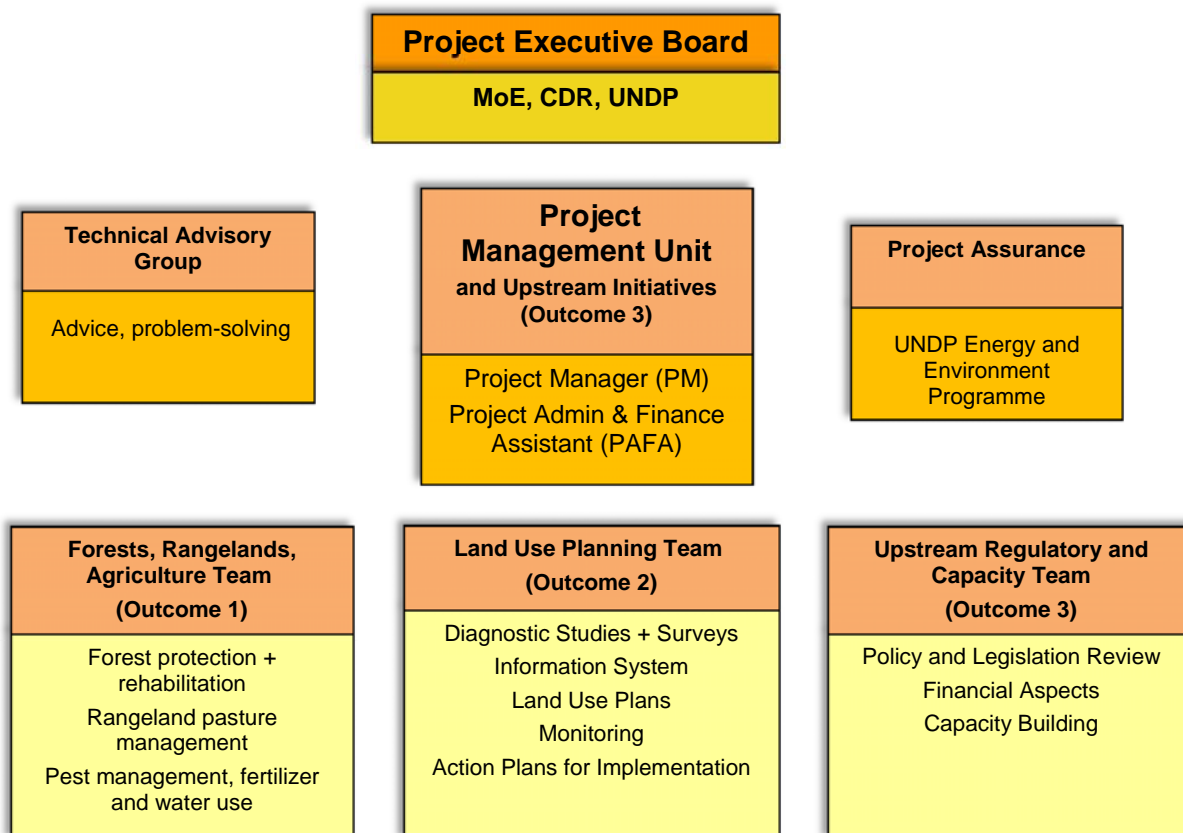 Project Executive Board
MoE, CDR, UNDP
Technical Advisory
Group
Advice, problem-solving
Project
Management Unit
and Upstream Initiatives
(Outcome 3)
Project Manager (PM)
Project Admin & Finance
Assistant (PAFA)
Project Assurance
UNDP Energy and
Environment
Programme
Forests, Rangelands,
Agriculture Team
(Outcome 1)
Forest protection +
rehabilitation
Rangeland pasture
management
Pest management, fertilizer
and water use
Land Use Planning Team
(Outcome 2)
Diagnostic Studies + Surveys
Information System
Land Use Plans
Monitoring
Action Plans for Implementation
Upstream Regulatory and
Capacity Team
(Outcome 3)
Policy and Legislation Review
Financial Aspects
Capacity Building